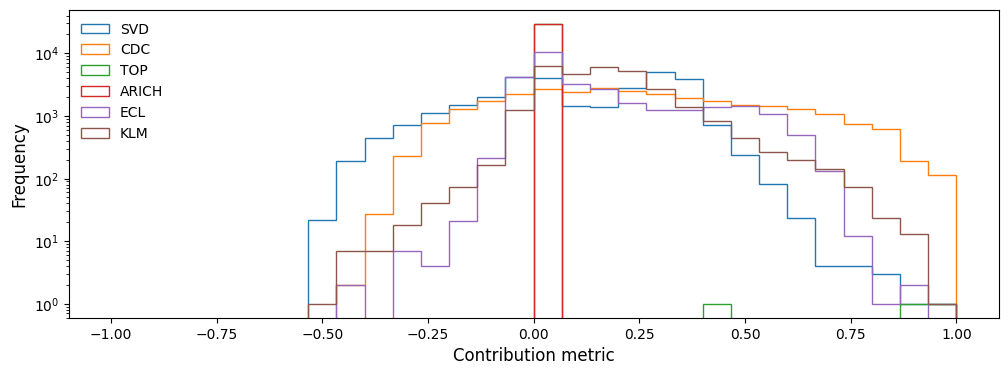 SVD
CDC
TOP
ARICH
ECL
KLM
Frequency
10⁴
10³
10²
10¹
10⁰
−1.00 −0.75 −0.50 −0.25 0.00 0.25 0.50 0.75 1.00
Contribution metric